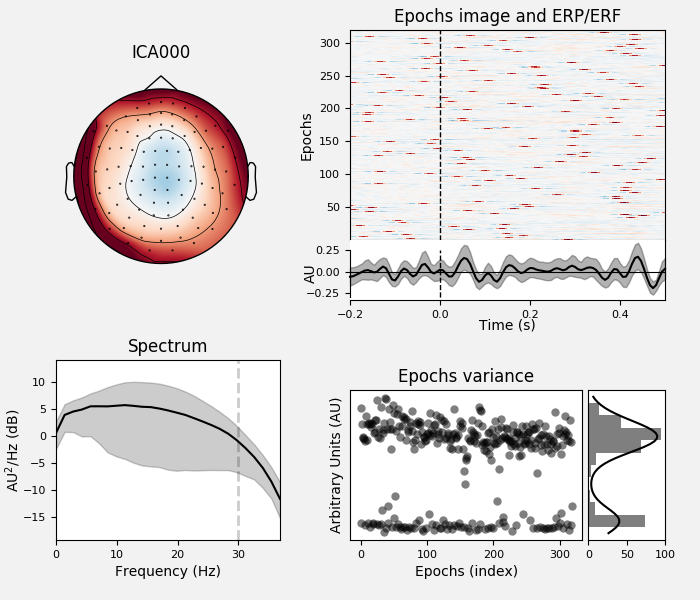 ICA000
Epochs image and ERP/ERF
Epochs
300
250
200
150
100
50
AU
0.25
0.00
−0.25
−0.2
0.0
0.2
0.4
Time (s)
Spectrum
AU²/Hz (dB)
10
5
0
−5
−10
−15
0
10
20
30
Frequency (Hz)
Epochs variance
Arbitrary Units (AU)
0
100
200
300
Epochs (index)
0
50
100